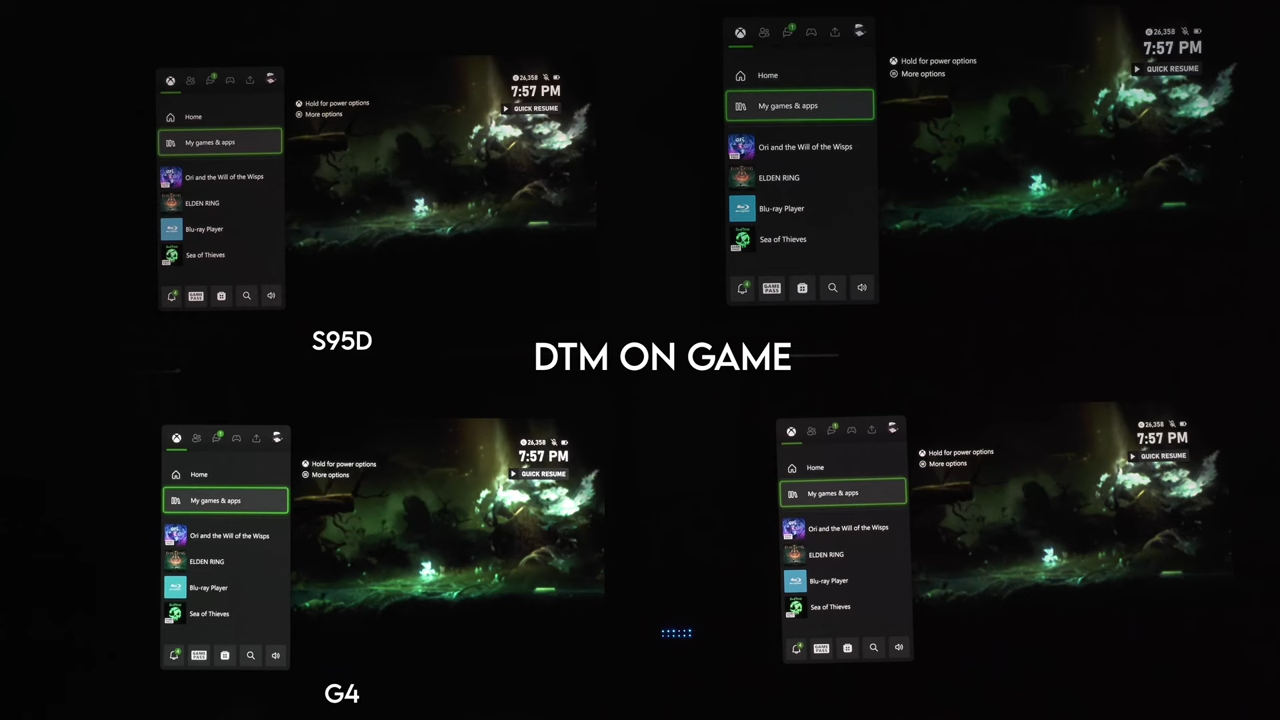 26,358
7:57 PM
QUICK RESUME
Hold for power options
More options
Home
My games & apps
Ori and the Will of the Wisps
ELDEN RING
Blu-ray Player
Sea of Thieves
GAME PASS
S95D
26,358
7:57 PM
QUICK RESUME
Hold for power options
More options
Home
My games & apps
Ori and the Will of the Wisps
ELDEN RING
Blu-ray Player
Sea of Thieves
GAME PASS
DTM ON GAME
26,358
7:57 PM
QUICK RESUME
Hold for power options
More options
Home
My games & apps
Ori and the Will of the Wisps
ELDEN RING
Blu-ray Player
Sea of Thieves
GAME PASS
G4
26,358
7:57 PM
QUICK RESUME
Hold for power options
More options
Home
My games & apps
Ori and the Will of the Wisps
ELDEN RING
Blu-ray Player
Sea of Thieves
GAME PASS